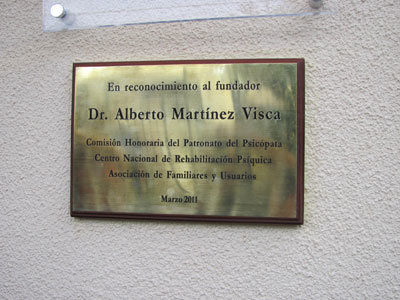 En reconocimiento al fundador
Dr. Alberto Martínez Visca
Comisión Honoraria del Patronato del Psicópata
Centro Nacional de Rehabilitación Psíquica
Asociación de Familiares y Usuarios
Marzo 2011